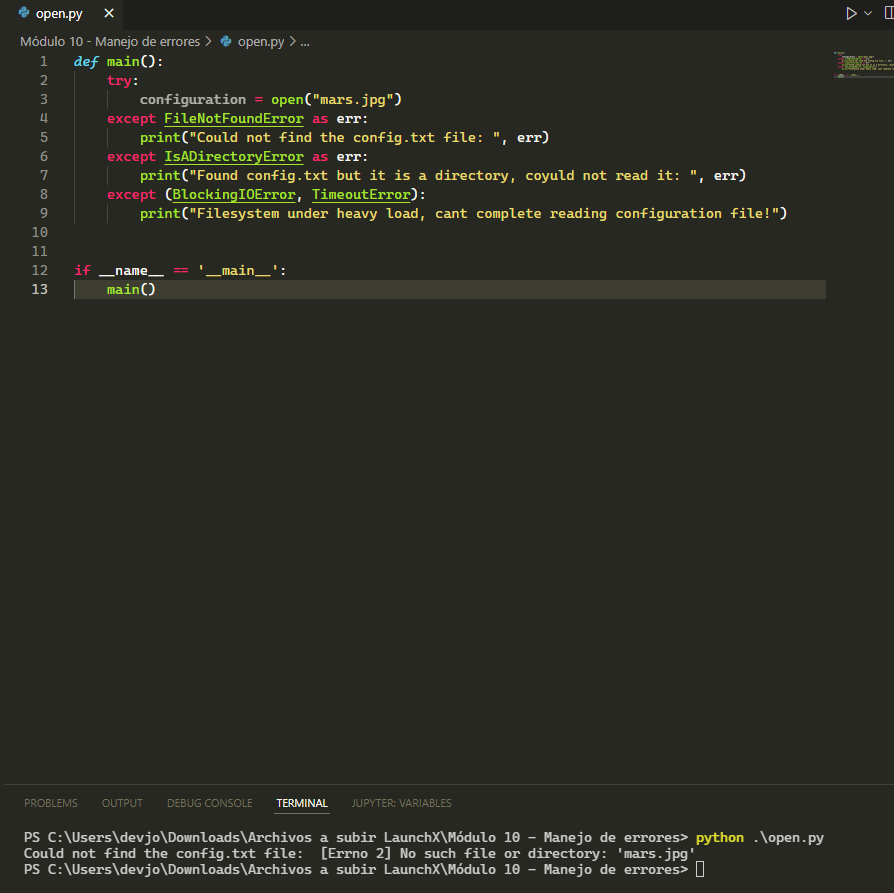 open.py
Módulo 10 - Manejo de errores > open.py > ...
1 def main():
2 try:
3 configuration = open("mars.jpg")
4 except FileNotFoundError as err:
5 print("Could not find the config.txt file: ", err)
6 except IsADirectoryError as err:
7 print("Found config.txt but it is a directory, coyuld not read it: ", err)
8 except (BlockingIOError, TimeoutError):
9 print("Filesystem under heavy load, cant complete reading configuration file!")
10
11
12 if __name__ == '__main__':
13 main()
PROBLEMS OUTPUT DEBUG CONSOLE TERMINAL JUPYTER: VARIABLES
PS C:\Users\devjo\Downloads\Archivos a subir LaunchX\Módulo 10 - Manejo de errores> python .\open.py
Could not find the config.txt file:  [Errno 2] No such file or directory: 'mars.jpg'
PS C:\Users\devjo\Downloads\Archivos a subir LaunchX\Módulo 10 - Manejo de errores>